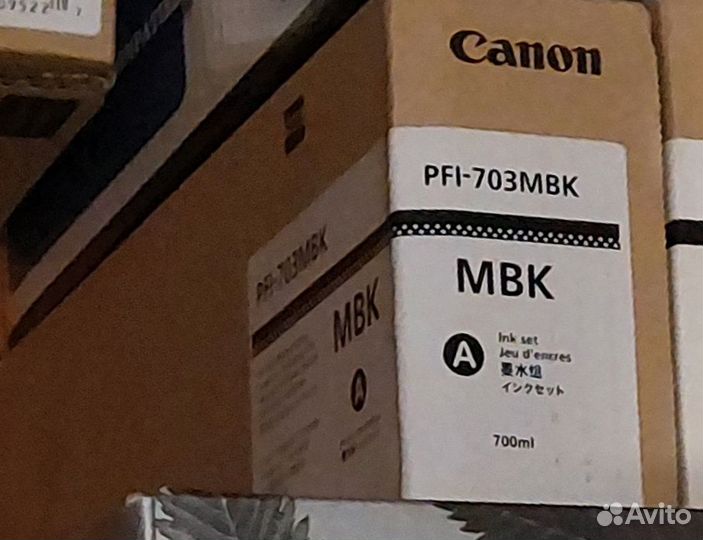 Canon
PFI-703MBK
MBK
A
Ink set
Jeu d'encres
墨水组
インクセット
700ml
PFI-703MBK
MBK
A
Avito